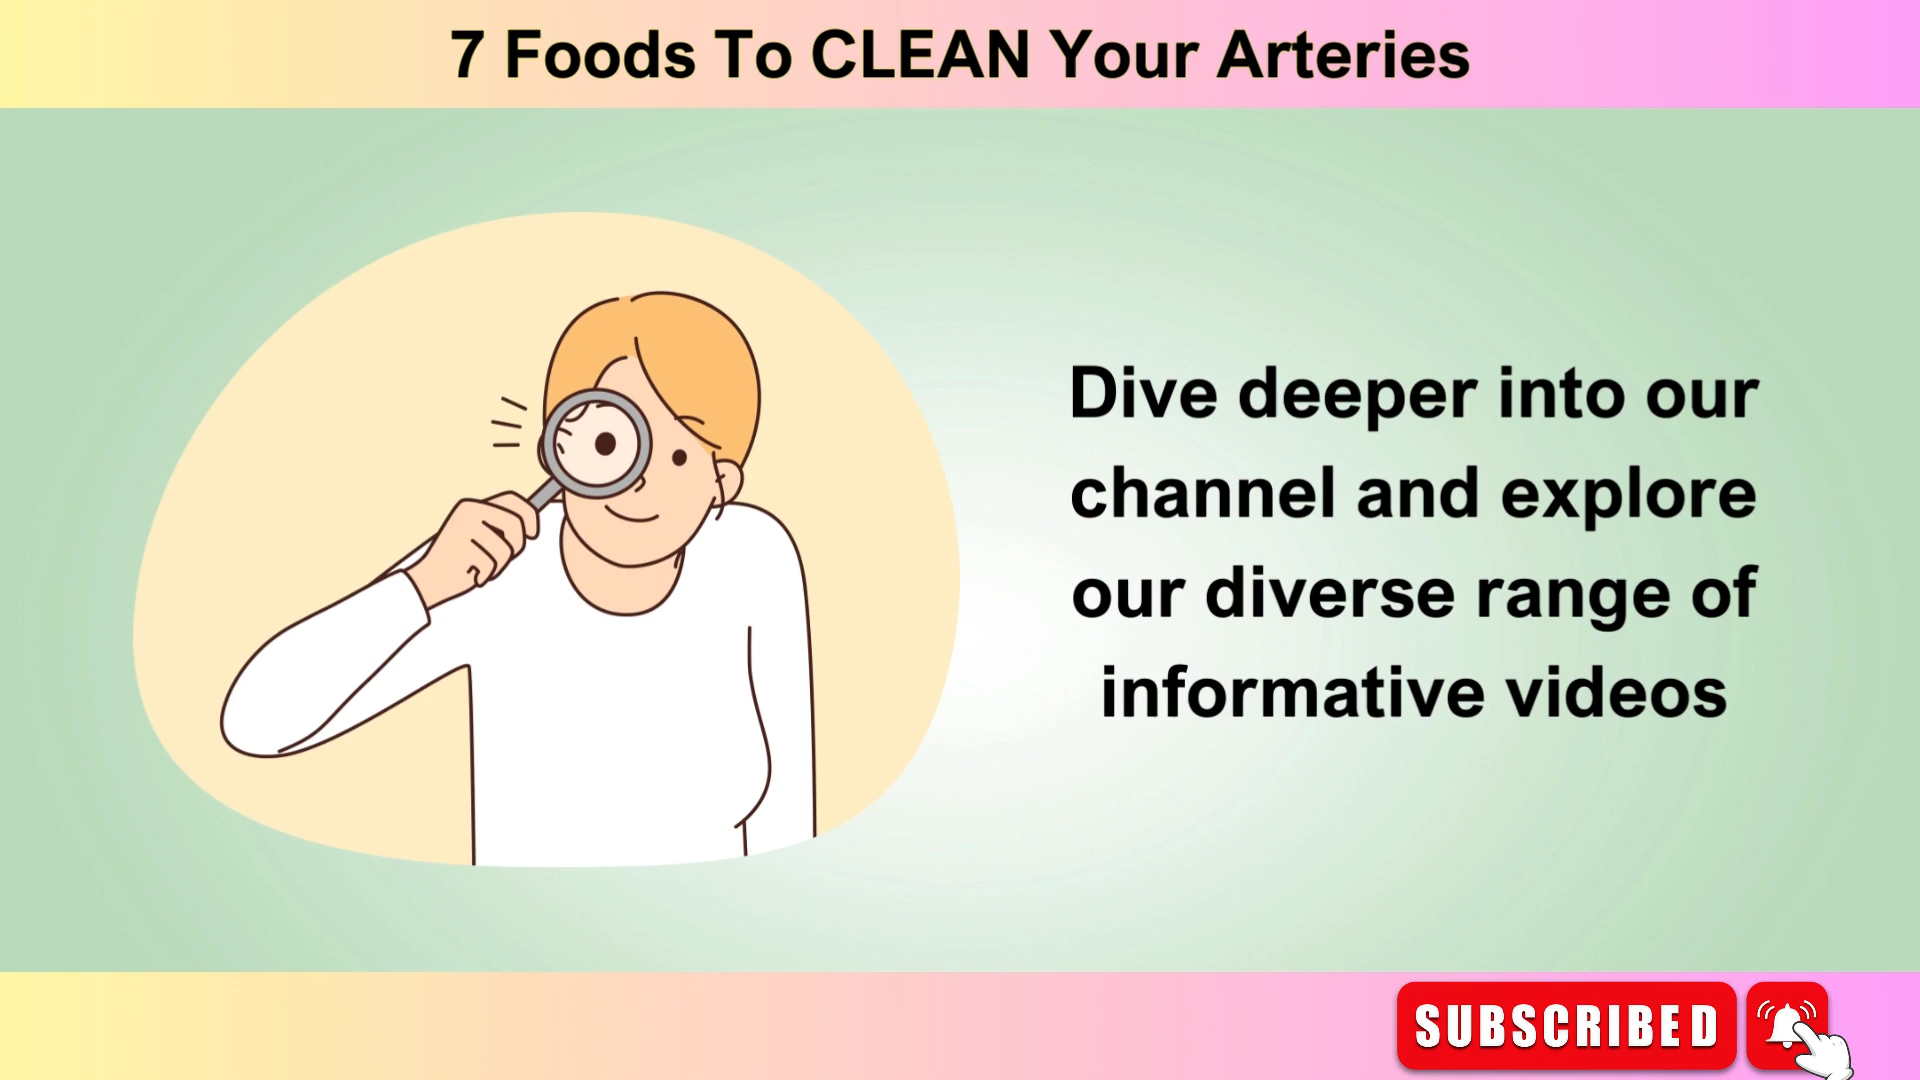 7 Foods To CLEAN Your Arteries
Dive deeper into our
channel and explore
our diverse range of
informative videos
SUBSCRIBED